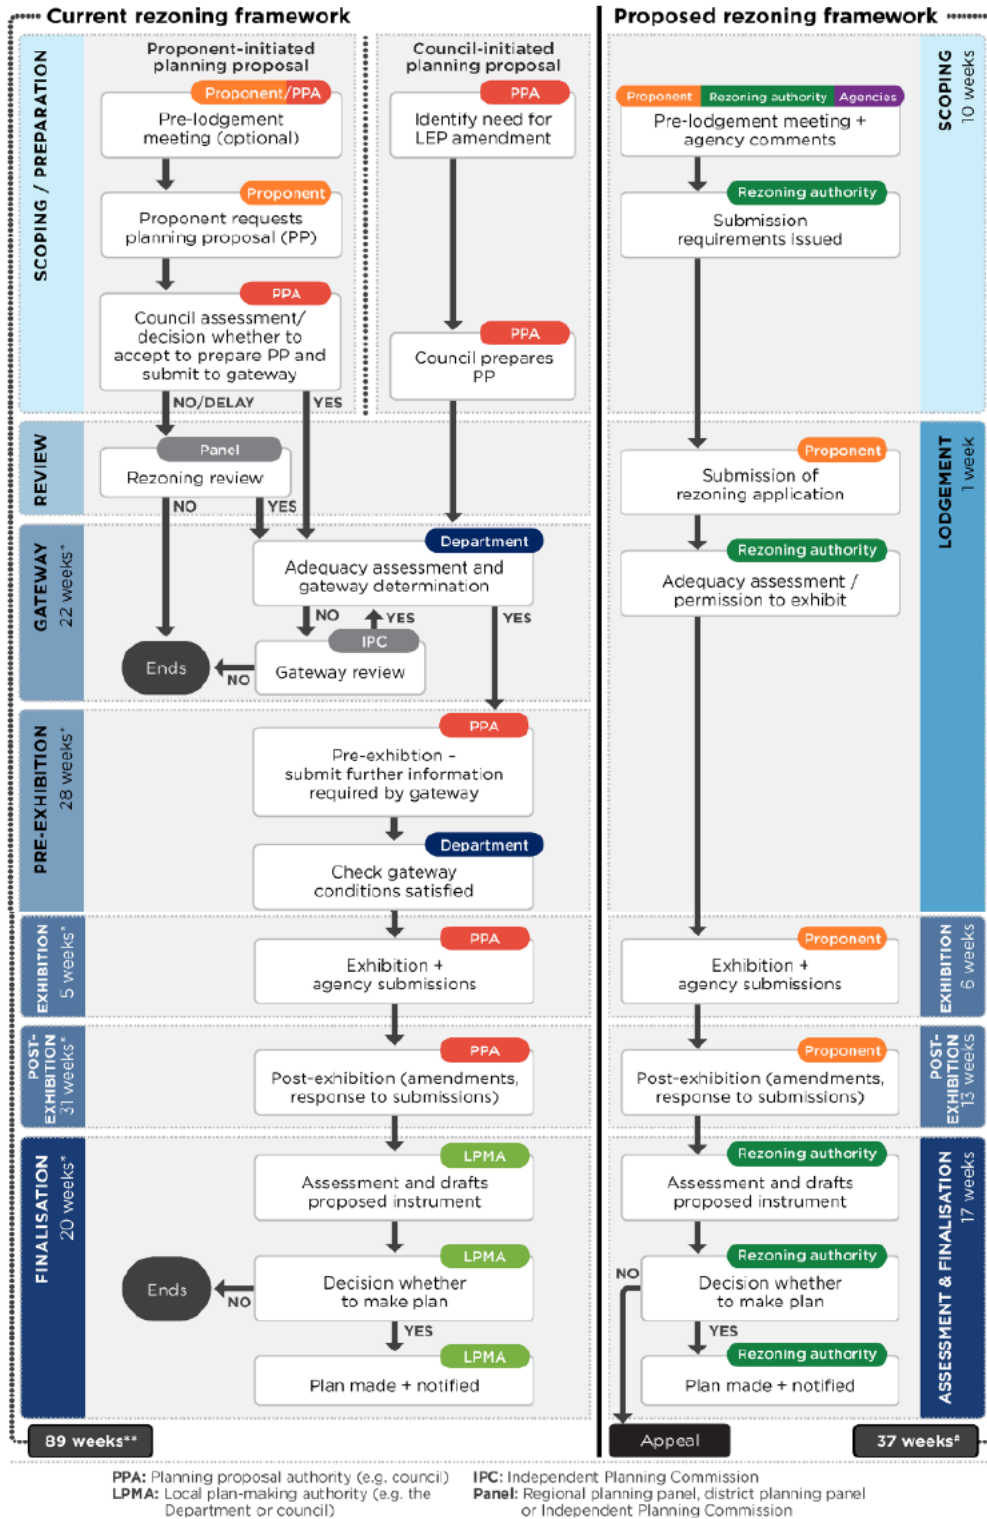 Current rezoning framework
Proponent-initiated
planning proposal
Council-initiated
planning proposal
SCOPING / PREPARATION
Proponent/PPA
Pre-lodgement
meeting (optional)
Proponent
Proponent requests
planning proposal (PP)
PPA
Council assessment/
decision whether to
accept to prepare PP and
submit to gateway
NO/DELAY
YES
PPA
Identify need for
LEP amendment
PPA
Council prepares
PP
REVIEW
Panel
Rezoning review
NO
YES
GATEWAY
22 weeks*
Department
Adequacy assessment and
gateway determination
NO
YES
YES
IPC
Gateway review
NO
Ends
PRE-EXHIBITION
28 weeks*
PPA
Pre-exhibtion –
submit further information
required by gateway
Department
Check gateway
conditions satisfied
EXHIBITION
5 weeks*
PPA
Exhibition +
agency submissions
POST-
EXHIBITION
31 weeks*
PPA
Post-exhibition (amendments,
response to submissions)
FINALISATION
20 weeks*
LPMA
Assessment and drafts
proposed instrument
LPMA
Decision whether
to make plan
NO
Ends
YES
LPMA
Plan made + notified
89 weeks**
Proposed rezoning framework
SCOPING
10 weeks
Proponent Rezoning authority Agencies
Pre-lodgement meeting +
agency comments
Rezoning authority
Submission
requirements issued
LODGEMENT
1 week
Proponent
Submission of
rezoning application
Rezoning authority
Adequacy assessment /
permission to exhibit
EXHIBITION
6 weeks
Proponent
Exhibition +
agency submissions
POST-
EXHIBITION
13 weeks
Proponent
Post-exhibition (amendments,
response to submissions)
ASSESSMENT & FINALISATION
17 weeks
Rezoning authority
Assessment and drafts
proposed instrument
Rezoning authority
Decision whether
to make plan
NO
YES
Rezoning authority
Plan made + notified
Appeal
37 weeks#
PPA: Planning proposal authority (e.g. council)
LPMA: Local plan-making authority (e.g. the
Department or council)
IPC: Independent Planning Commission
Panel: Regional planning panel, district planning panel
or Independent Planning Commission